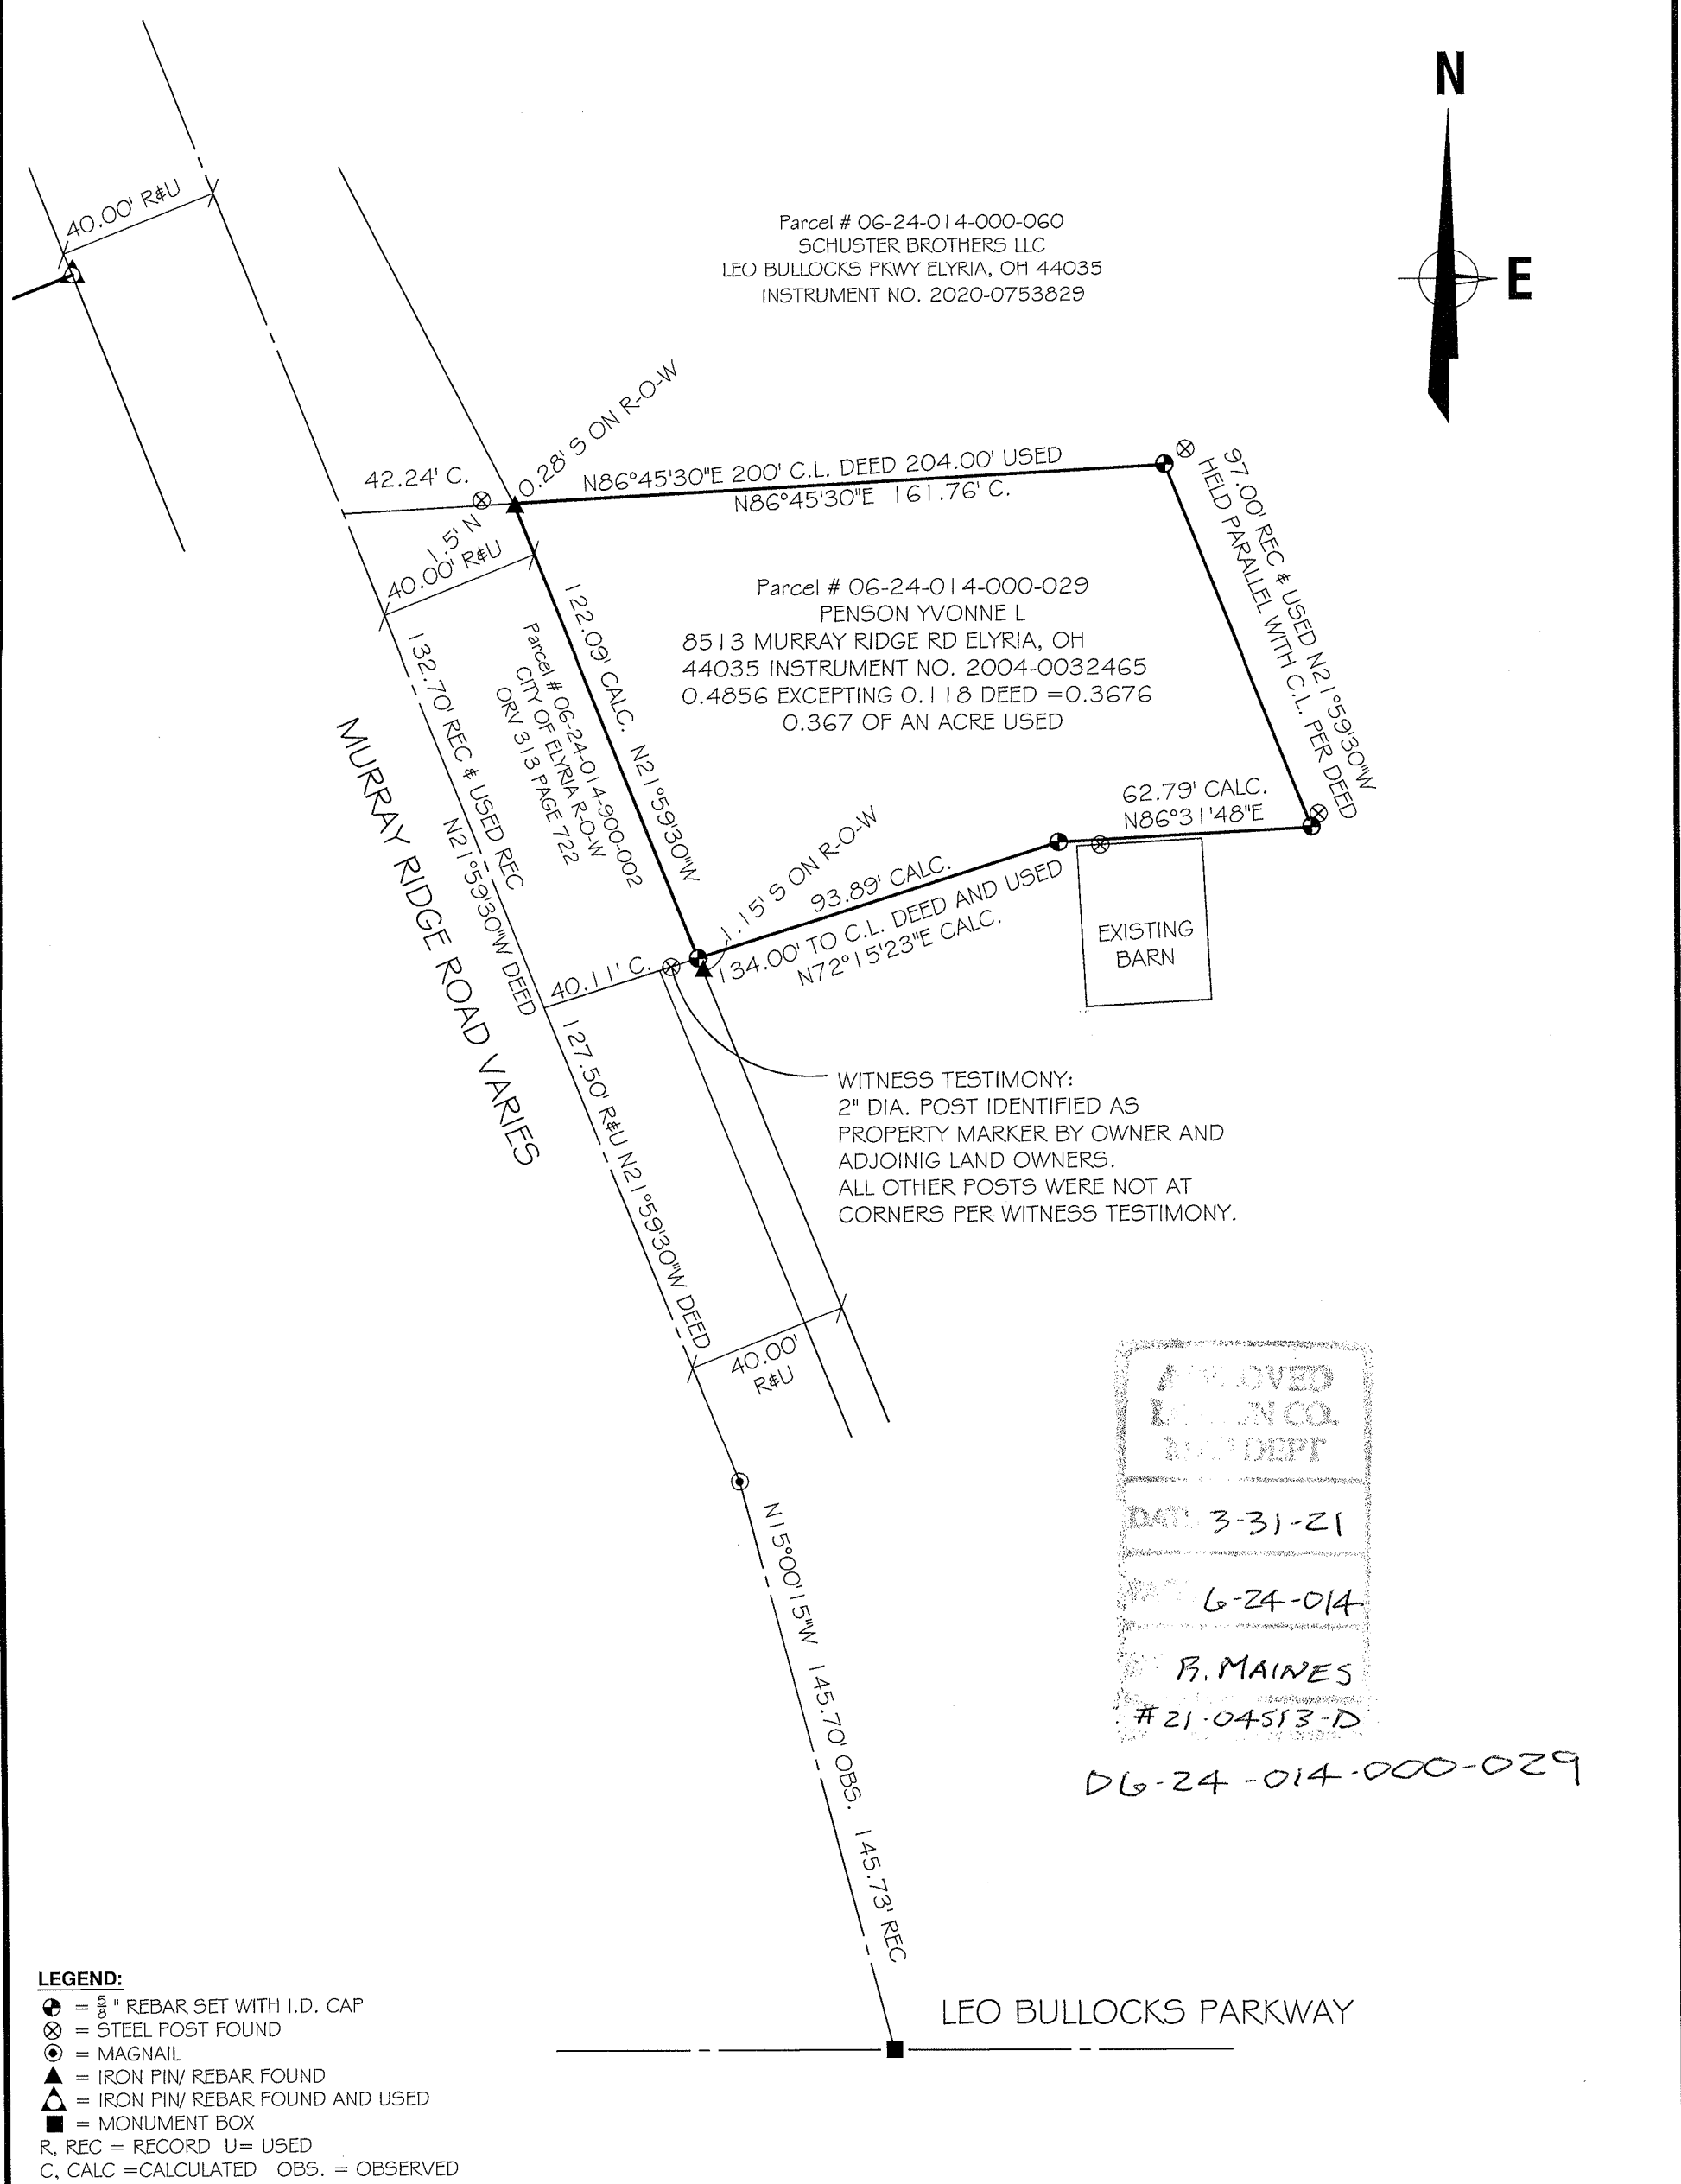 N
E
40.00' R&U
Parcel # 06-24-014-000-060
SCHUSTER BROTHERS LLC
LEO BULLOCKS PKWY ELYRIA, OH 44035
INSTRUMENT NO. 2020-0753829
0.28' S ON R-O-W
42.24' C.
N86°45'30"E 200' C.L. DEED 204.00' USED
N86°45'30"E 161.76' C.
97.00' REC & USED N21°59'30"W
HELD PARALLEL WITH C.L. PER DEED
1.5' N
40.00' R&U
122.09' CALC. N21°59'30"W
Parcel # 06-24-014-000-029
PENSON YVONNE L
8513 MURRAY RIDGE RD ELYRIA, OH
44035 INSTRUMENT NO. 2004-0032465
0.4856 EXCEPTING 0.118 DEED =0.3676
0.367 OF AN ACRE USED
Parcel # 06-24-014-900-002
CITY OF ELYRIA R-O-W
ORV 313 PAGE 722
132.70' REC & USED REC
N21°59'30"W DEED
MURRAY RIDGE ROAD VARIES
62.79' CALC.
N86°31'48"E
1.15' S ON R-O-W
93.89' CALC.
134.00' TO C.L. DEED AND USED
N72°15'23"E CALC.
EXISTING
BARN
40.11' C.
127.50' R&U N21°59'30"W DEED
WITNESS TESTIMONY:
2" DIA. POST IDENTIFIED AS
PROPERTY MARKER BY OWNER AND
ADJOINIG LAND OWNERS.
ALL OTHER POSTS WERE NOT AT
CORNERS PER WITNESS TESTIMONY.
40.00'
R&U
CO.
DEPT
3-31-21
6-24-014
R. MAINES
#21-04513-D
06-24-014-000-029
N15°00'15"W 145.70' OBS. 145.73' REC
LEO BULLOCKS PARKWAY
LEGEND:
= 5/8" REBAR SET WITH I.D. CAP
= STEEL POST FOUND
= MAGNAIL
= IRON PIN/ REBAR FOUND
= IRON PIN/ REBAR FOUND AND USED
= MONUMENT BOX
R, REC = RECORD U= USED
C, CALC =CALCULATED OBS. = OBSERVED